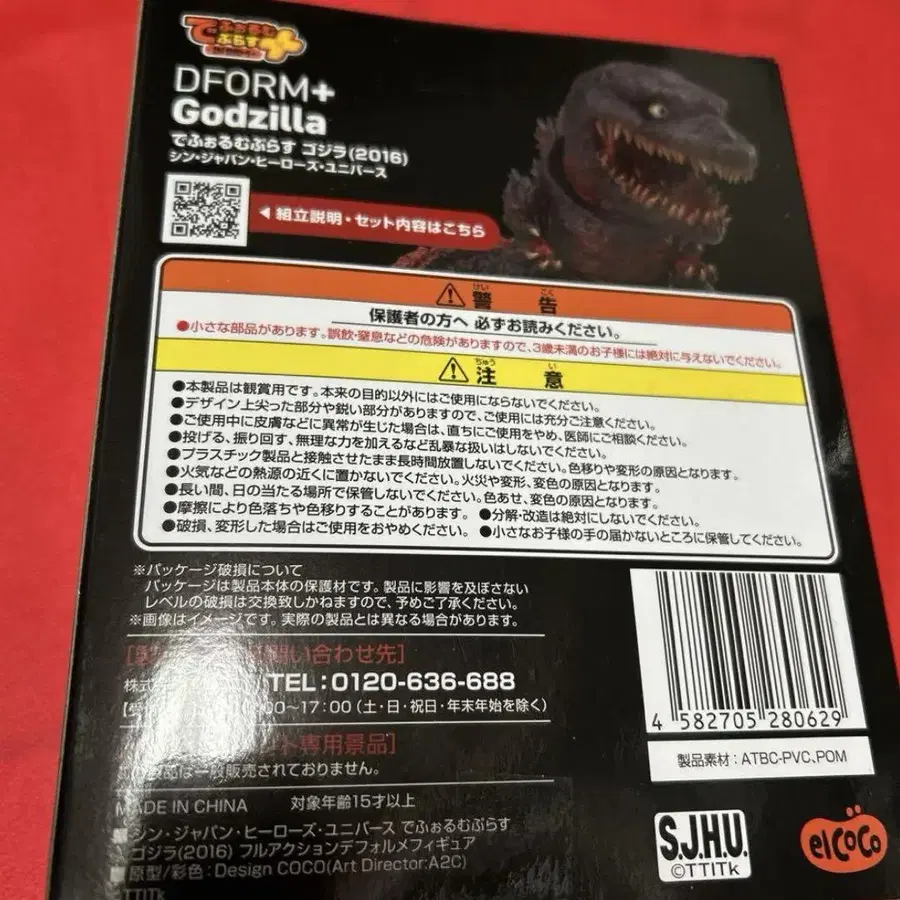 でふぉるむ
ぷらす
DFORM+
Godzilla
でふぉるむぷらす ゴジラ(2016)
シン・ジャパン・ヒーローズ・ユニバース
◀組立説明・セット内容はこちら
けい こく
⚠警 告
保護者の方へ 必ずお読みください。
●小さな部品があります。誤飲・窒息などの危険がありますので、3歳未満のお子様には絶対に与えないでください。
ちゅう い
⚠注 意
●本製品は観賞用です。本来の目的以外にはご使用にならないでください。
●デザイン上尖った部分や鋭い部分がありますので、ご使用には充分ご注意ください。
●ご使用中に皮膚などに異常が生じた場合は、直ちにご使用をやめ、医師にご相談ください。
●投げる、振り回す、無理な力を加えるなど乱暴な扱いはしないでください。
●プラスチック製品と接触させたまま長時間放置しないでください。色移りや変形の原因となります。
●火気などの熱源の近くに置かないでください。火災や変形、変色の原因となります。
●長い間、日の当たる場所で保管しないでください。色あせ、変色の原因となります。
●摩擦により色落ちや色移りすることがあります。 ●分解・改造は絶対にしないでください。
●破損、変形した場合はご使用をおやめください。 ●小さなお子様の手の届かないところに保管してください。
※パッケージ破損について
パッケージは製品本体の保護材です。製品に影響を及ぼさない
レベルの破損は交換致しかねますので、予めご了承ください。
※画像はイメージです。実際の製品とは異なる場合があります。
問い合わせ先]
TEL:0120-636-688
00〜17:00(土・日・祝日・年末年始を除く)
ト専用景品]
製品は一般販売されておりません。
MADE IN CHINA 対象年齢15才以上
■シン・ジャパン・ヒーローズ・ユニバース でふぉるむぷらす
ゴジラ(2016) フルアクションデフォルメフィギュア
■原型/彩色:Design COCO(Art Director:A2C)
TTITk
4 582705 280629
製品素材:ATBC-PVC、POM
S.J.H.U.
©TTITk
elCOCO